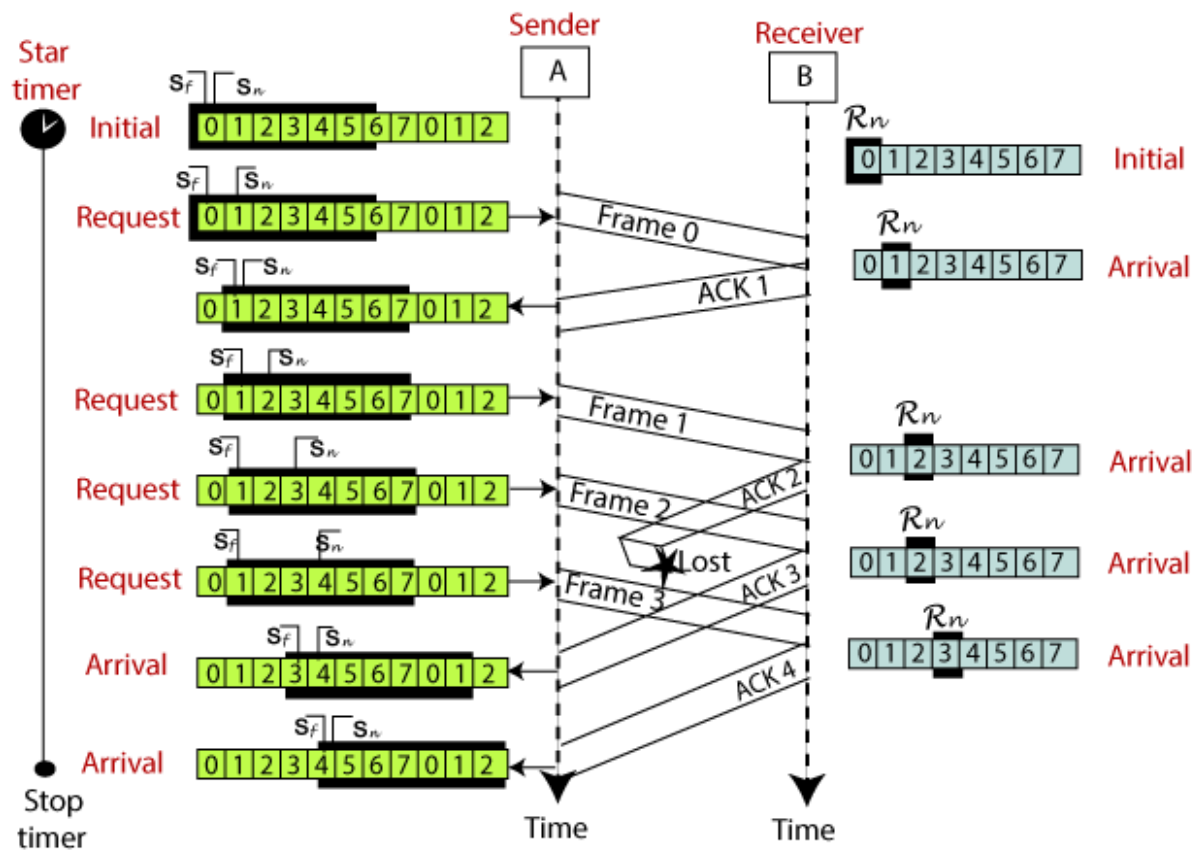 Sender
Receiver
Star
timer
A
B
Sf Sn
Initial
0 1 2 3 4 5 6 7 0 1 2
Rn
0 1 2 3 4 5 6 7
Initial
Sf Sn
Request
0 1 2 3 4 5 6 7 0 1 2
Frame 0
Rn
0 1 2 3 4 5 6 7
Arrival
Sf Sn
0 1 2 3 4 5 6 7 0 1 2
ACK 1
Sf Sn
Request
0 1 2 3 4 5 6 7 0 1 2
Frame 1
Rn
0 1 2 3 4 5 6 7
Arrival
Sf Sn
Request
0 1 2 3 4 5 6 7 0 1 2
Frame 2
ACK 2
Lost
Rn
0 1 2 3 4 5 6 7
Arrival
Sf Sn
Request
0 1 2 3 4 5 6 7 0 1 2
Frame 3
ACK 3
Rn
0 1 2 3 4 5 6 7
Arrival
Sf Sn
Arrival
0 1 2 3 4 5 6 7 0 1 2
ACK 4
Sf Sn
Arrival
0 1 2 3 4 5 6 7 0 1 2
Stop
timer
Time
Time